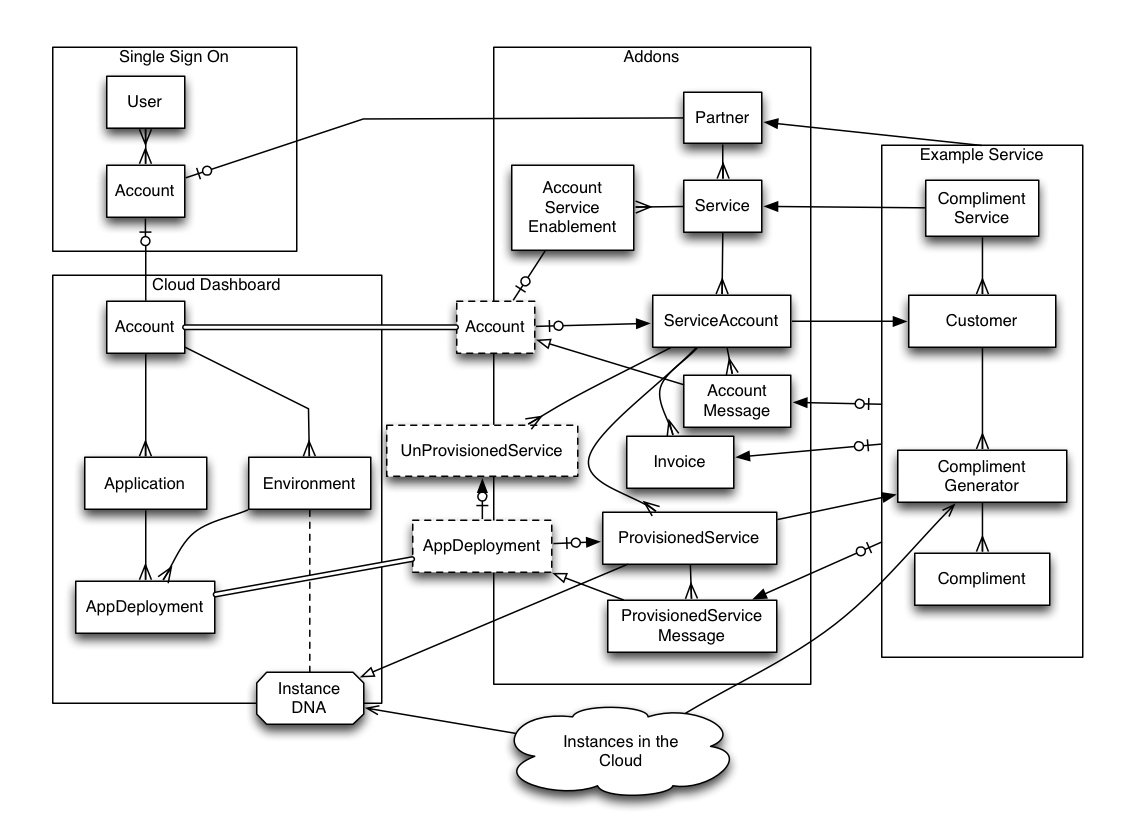 Single Sign On
User
Account
Cloud Dashboard
Account
Application
Environment
AppDeployment
Instance
DNA
Addons
Partner
Account
Service
Enablement
Service
Account
ServiceAccount
Account
Message
UnProvisionedService
Invoice
AppDeployment
ProvisionedService
ProvisionedService
Message
Instances in the
Cloud
Example Service
Compliment
Service
Customer
Compliment
Generator
Compliment